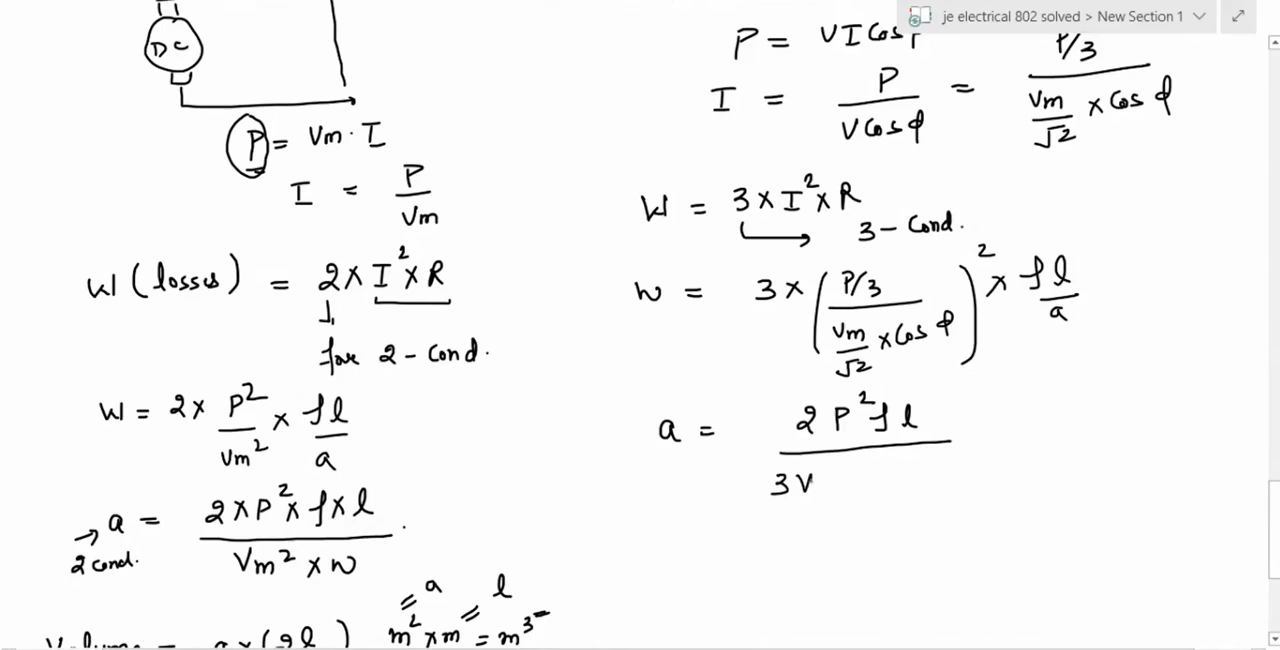 je electrical 802 solved > New Section 1
DC
P = Vm · I
I = P / Vm
W (losses) = 2 × I² × R
for 2 - Cond.
W = 2 × P² / Vm² × ρl / a
→ a = 2 × P² × ρ × l / Vm² × W
2 cond.
= a = l
m² × m = m³
P = VI Cos φ
I = P / V Cos φ = P/3 / Vm/√2 × Cos φ
W = 3 × I² × R
3 - Cond.
W = 3 × ( P/3 / Vm/√2 × Cos φ )² × ρl / a
a = 2 P² ρ l
3 V